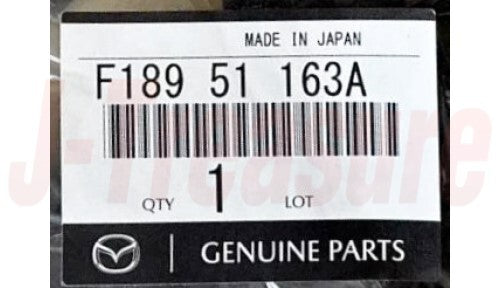 MADE IN JAPAN
F189 51 163A
J-Treasure
QTY 1 LOT
GENUINE PARTS